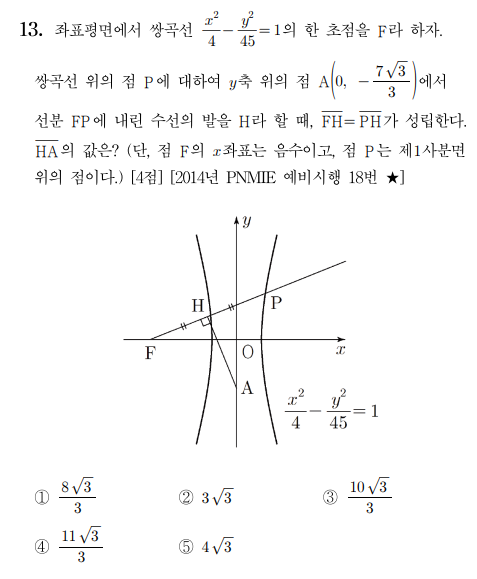 13. 좌표평면에서 쌍곡선 $\frac{x^2}{4}-\frac{y^2}{45}=1$의 한 초점을 F라 하자.
쌍곡선 위의 점 P에 대하여 y축 위의 점 A$\left(0, -\frac{7\sqrt{3}}{3}\right)$에서
선분 FP에 내린 수선의 발을 H라 할 때, $\overline{FH}=\overline{PH}$가 성립한다.
$\overline{HA}$의 값은? (단, 점 F의 x좌표는 음수이고, 점 P는 제1사분면
위의 점이다.) [4점] [2014년 PNMIE 예비시행 18번 ★]
y
H
P
F
O
x
A
$\frac{x^2}{4}-\frac{y^2}{45}=1$
① $\frac{8\sqrt{3}}{3}$ ② $3\sqrt{3}$ ③ $\frac{10\sqrt{3}}{3}$
④ $\frac{11\sqrt{3}}{3}$ ⑤ $4\sqrt{3}$